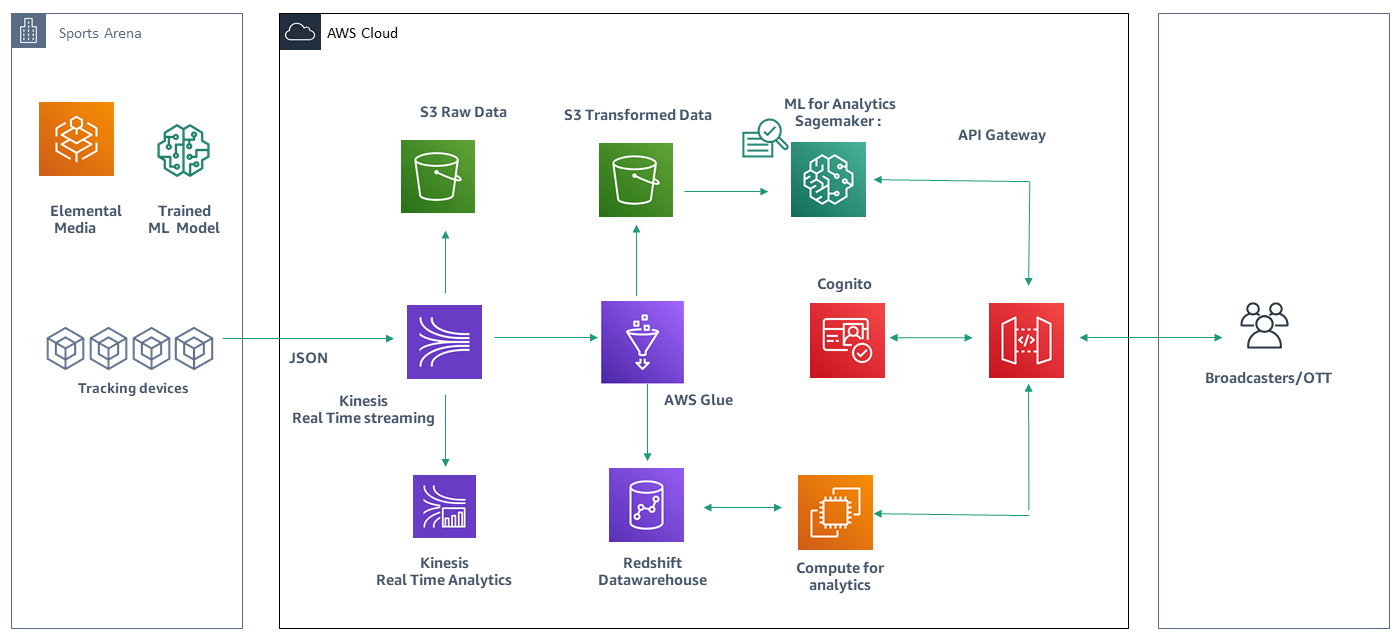 Sports Arena
AWS Cloud
S3 Raw Data
S3 Transformed Data
ML for Analytics
Sagemaker :
API Gateway
Elemental
Media
Trained
ML Model
Cognito
JSON
Tracking devices
Kinesis
Real Time streaming
AWS Glue
Broadcasters/OTT
Kinesis
Real Time Analytics
Redshift
Datawarehouse
Compute for
analytics